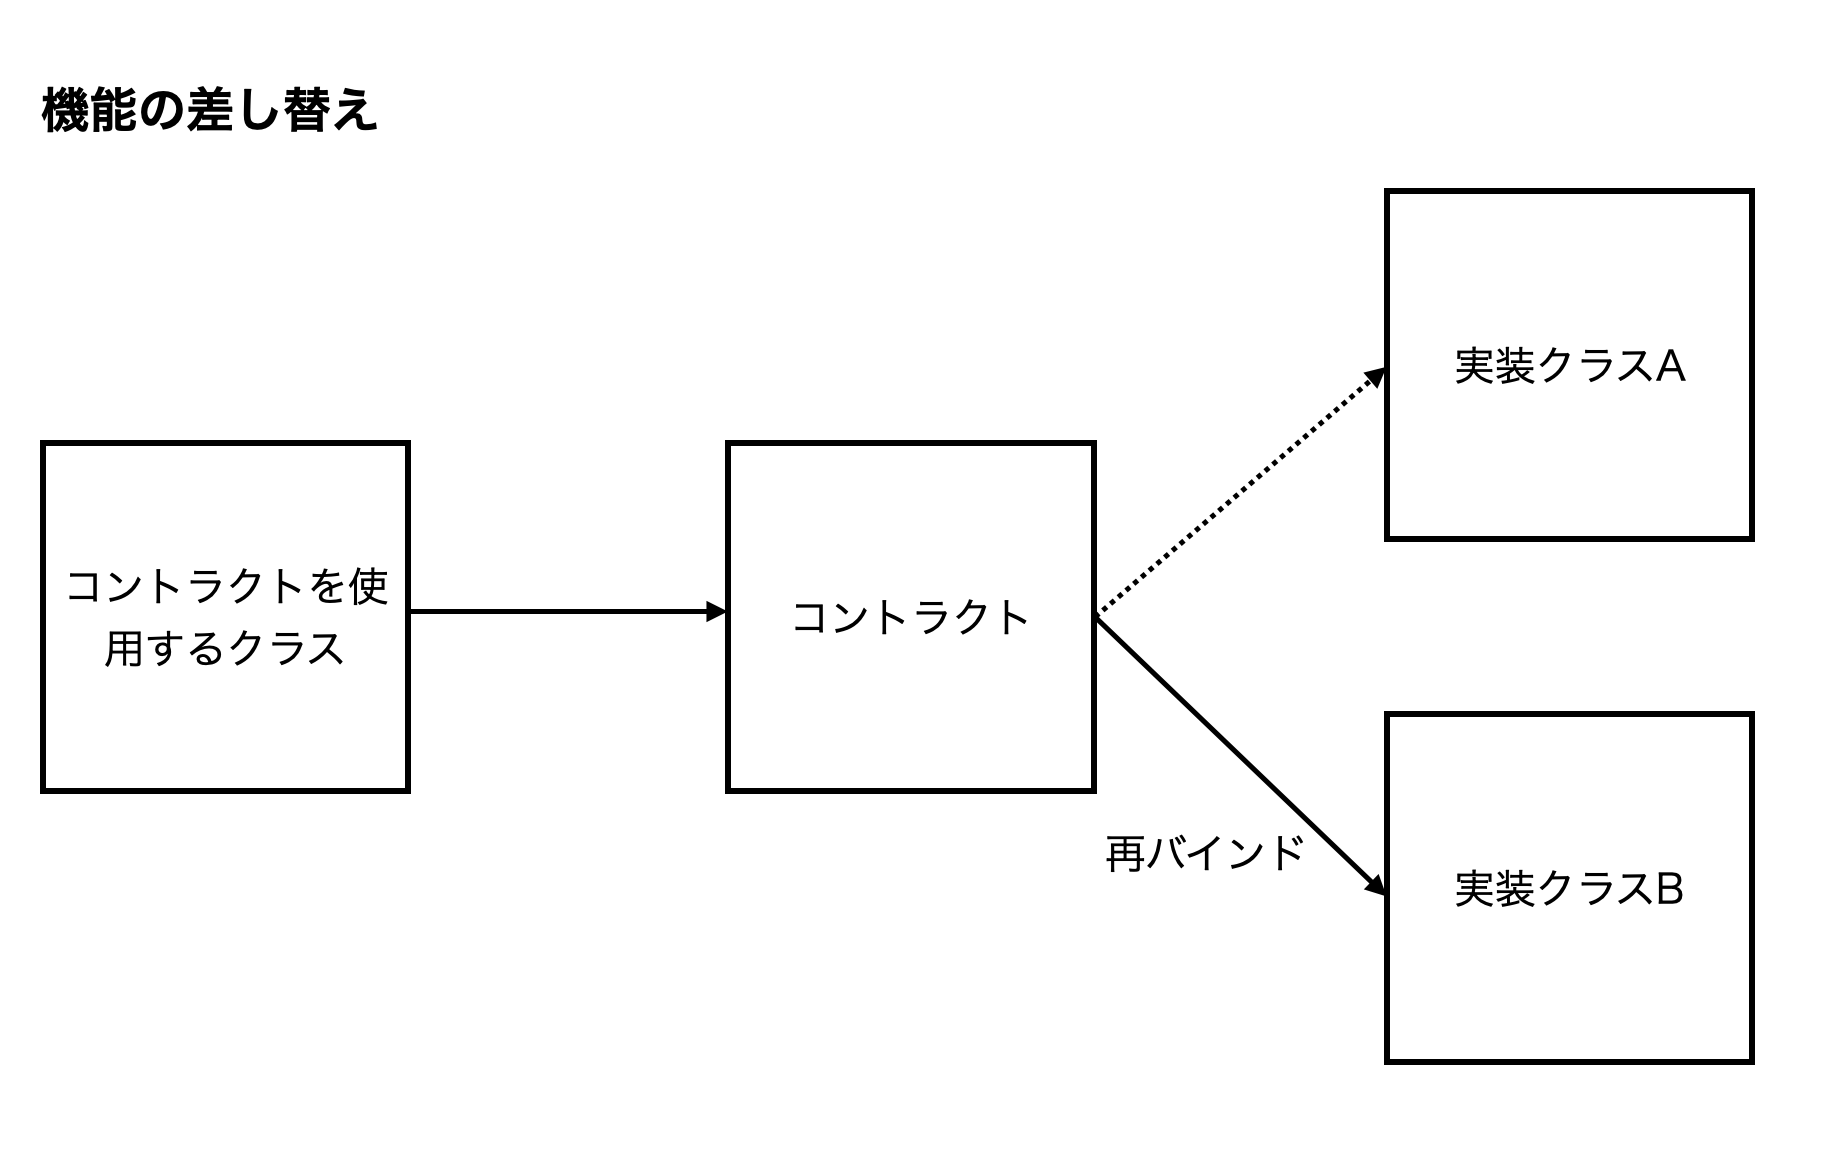 機能の差し替え
コントラクトを使
用するクラス
コントラクト
実装クラスA
再バインド
実装クラスB